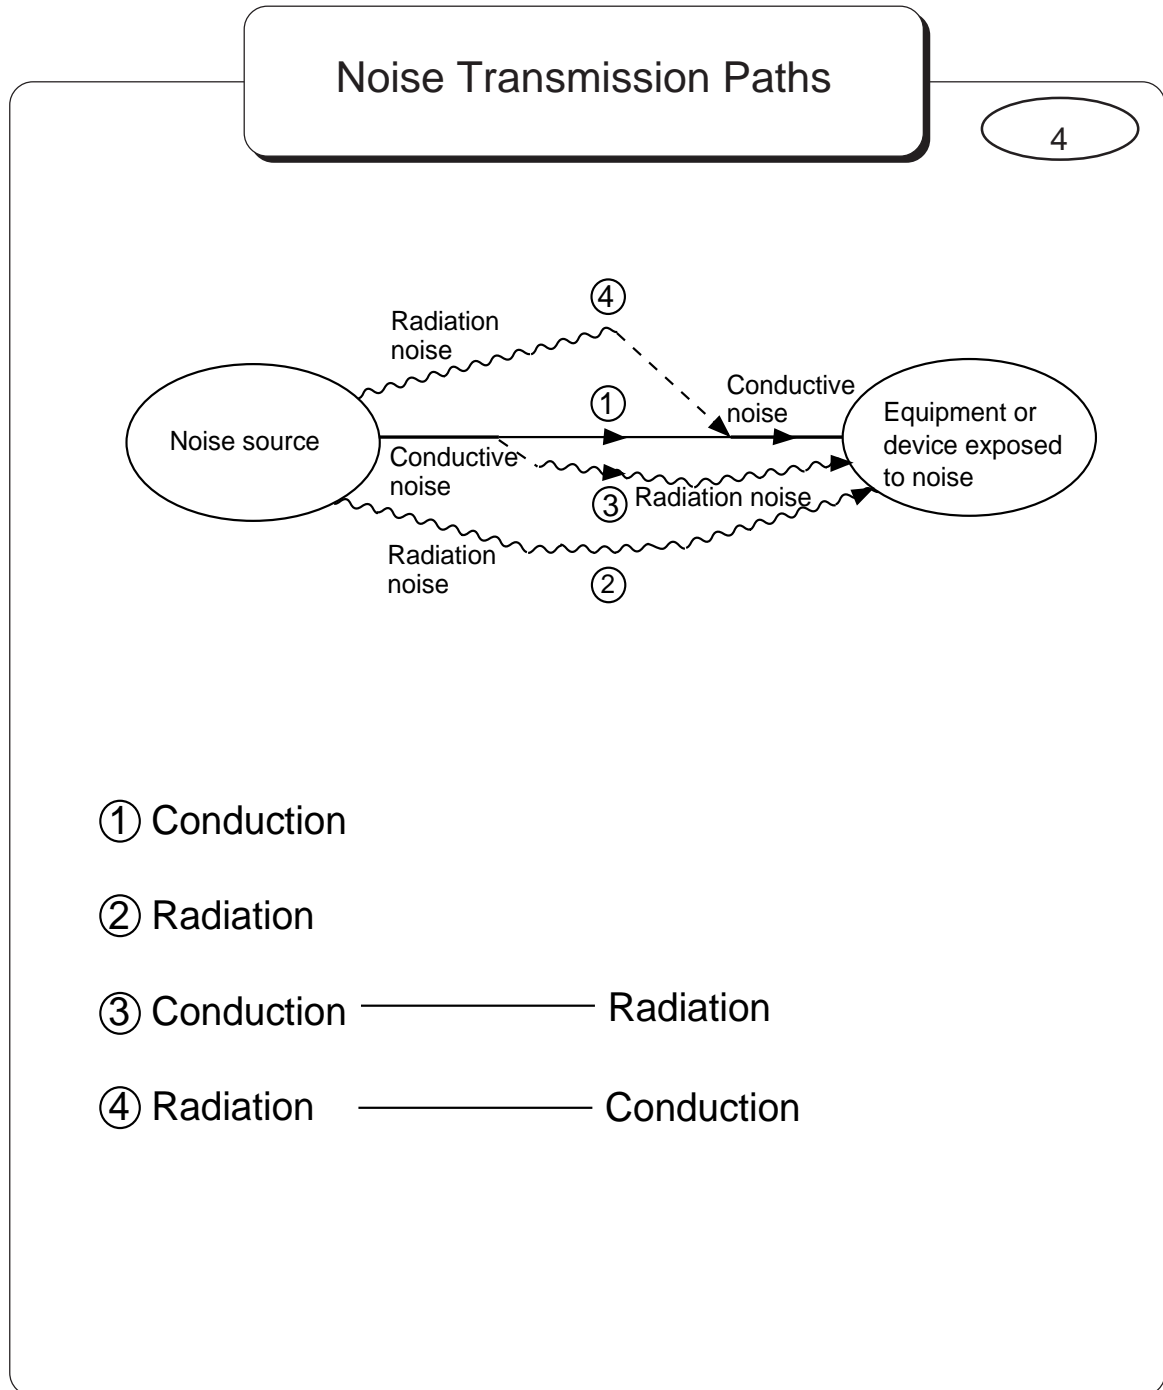 Noise Transmission Paths
4
④
Radiation
noise
Conductive
noise
①
Equipment or
device exposed
to noise
Noise source
Conductive
noise
③
Radiation noise
Radiation
noise
②
① Conduction
② Radiation
③ Conduction Radiation
④ Radiation Conduction